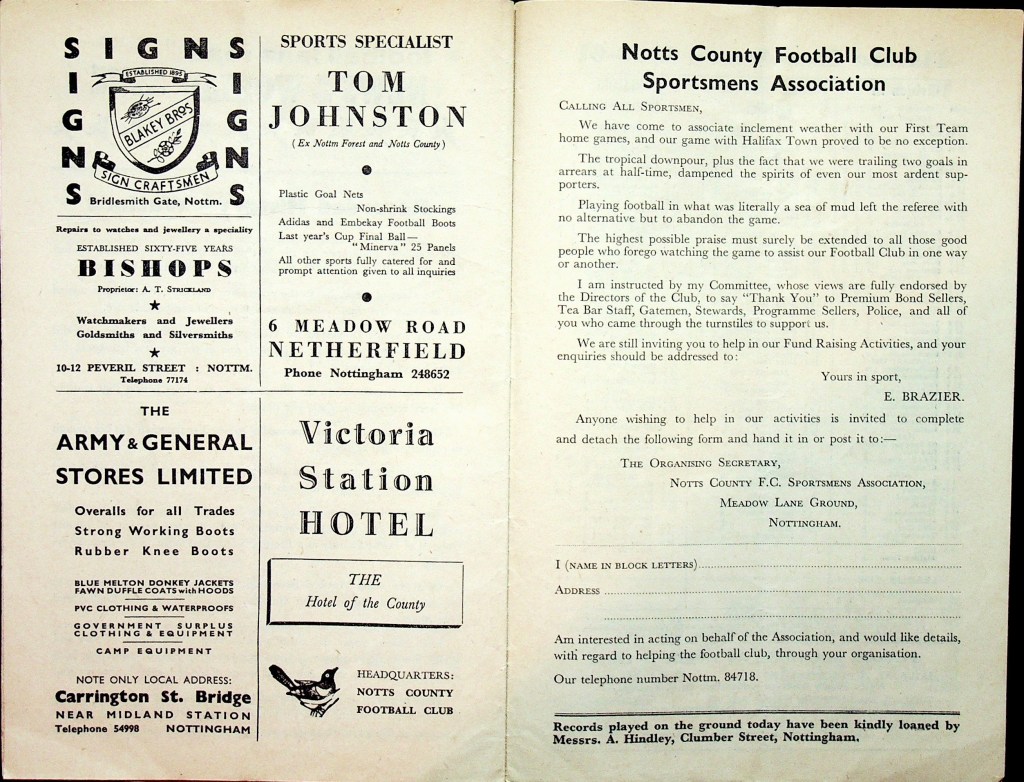 SIGNS
SIGNS
SIGNS
ESTABLISHED 1895
BLAKEY BROS
SIGN CRAFTSMEN
Bridlesmith Gate, Nottm.
Repairs to watches and jewellery a speciality
ESTABLISHED SIXTY-FIVE YEARS
BISHOPS
Proprietor: A. T. STRICKLAND
Watchmakers and Jewellers
Goldsmiths and Silversmiths
10-12 PEVERIL STREET : NOTTM.
Telephone 77174
THE
ARMY & GENERAL
STORES LIMITED
Overalls for all Trades
Strong Working Boots
Rubber Knee Boots
BLUE MELTON DONKEY JACKETS
FAWN DUFFLE COATS with HOODS
PVC CLOTHING & WATERPROOFS
GOVERNMENT SURPLUS
CLOTHING & EQUIPMENT
CAMP EQUIPMENT
NOTE ONLY LOCAL ADDRESS:
Carrington St. Bridge
NEAR MIDLAND STATION
Telephone 54998 NOTTINGHAM
SPORTS SPECIALIST
TOM
JOHNSTON
(Ex Nottm Forest and Notts County)
Plastic Goal Nets
Non-shrink Stockings
Adidas and Embekay Football Boots
Last year's Cup Final Ball—
"Minerva" 25 Panels
All other sports fully catered for and
prompt attention given to all inquiries
6 MEADOW ROAD
NETHERFIELD
Phone Nottingham 248652
Victoria
Station
HOTEL
THE
Hotel of the County
HEADQUARTERS:
NOTTS COUNTY
FOOTBALL CLUB
Notts County Football Club
Sportsmens Association
CALLING ALL SPORTSMEN,
We have come to associate inclement weather with our First Team
home games, and our game with Halifax Town proved to be no exception.
The tropical downpour, plus the fact that we were trailing two goals in
arrears at half-time, dampened the spirits of even our most ardent sup-
porters.
Playing football in what was literally a sea of mud left the referee with
no alternative but to abandon the game.
The highest possible praise must surely be extended to all those good
people who forego watching the game to assist our Football Club in one way
or another.
I am instructed by my Committee, whose views are fully endorsed by
the Directors of the Club, to say "Thank You" to Premium Bond Sellers,
Tea Bar Staff, Gatemen, Stewards, Programme Sellers, Police, and all of
you who came through the turnstiles to support us.
We are still inviting you to help in our Fund Raising Activities, and your
enquiries should be addressed to:
Yours in sport,
E. BRAZIER.
Anyone wishing to help in our activities is invited to complete
and detach the following form and hand it in or post it to:—
THE ORGANISING SECRETARY,
NOTTS COUNTY F.C. SPORTSMENS ASSOCIATION,
MEADOW LANE GROUND,
NOTTINGHAM.
I (NAME IN BLOCK LETTERS)
ADDRESS
Am interested in acting on behalf of the Association, and would like details,
with regard to helping the football club, through your organisation.
Our telephone number Nottm. 84718.
Records played on the ground today have been kindly loaned by
Messrs. A. Hindley, Clumber Street, Nottingham.